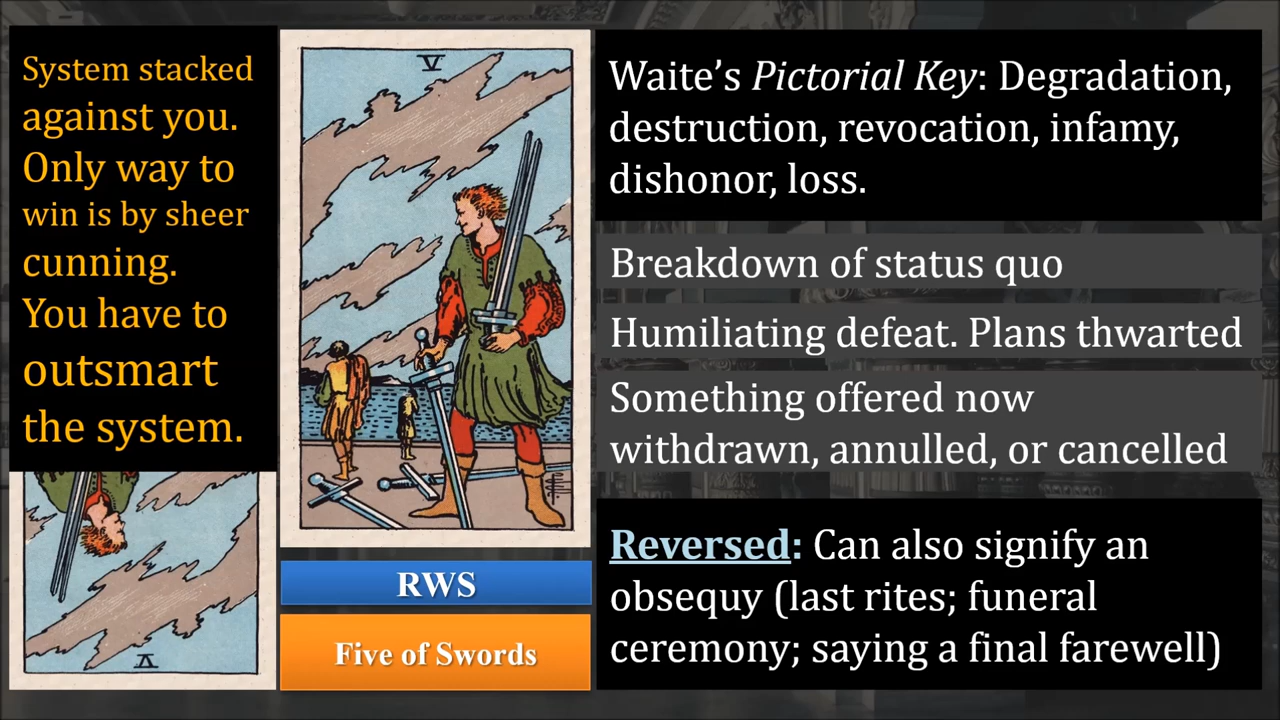 System stacked
against you.
Only way to
win is by sheer
cunning.
You have to
outsmart
the system.
V
V
RWS
Five of Swords
Waite’s Pictorial Key: Degradation,
destruction, revocation, infamy,
dishonor, loss.
Breakdown of status quo
Humiliating defeat. Plans thwarted
Something offered now
withdrawn, annulled, or cancelled
Reversed: Can also signify an
obsequy (last rites; funeral
ceremony; saying a final farewell)